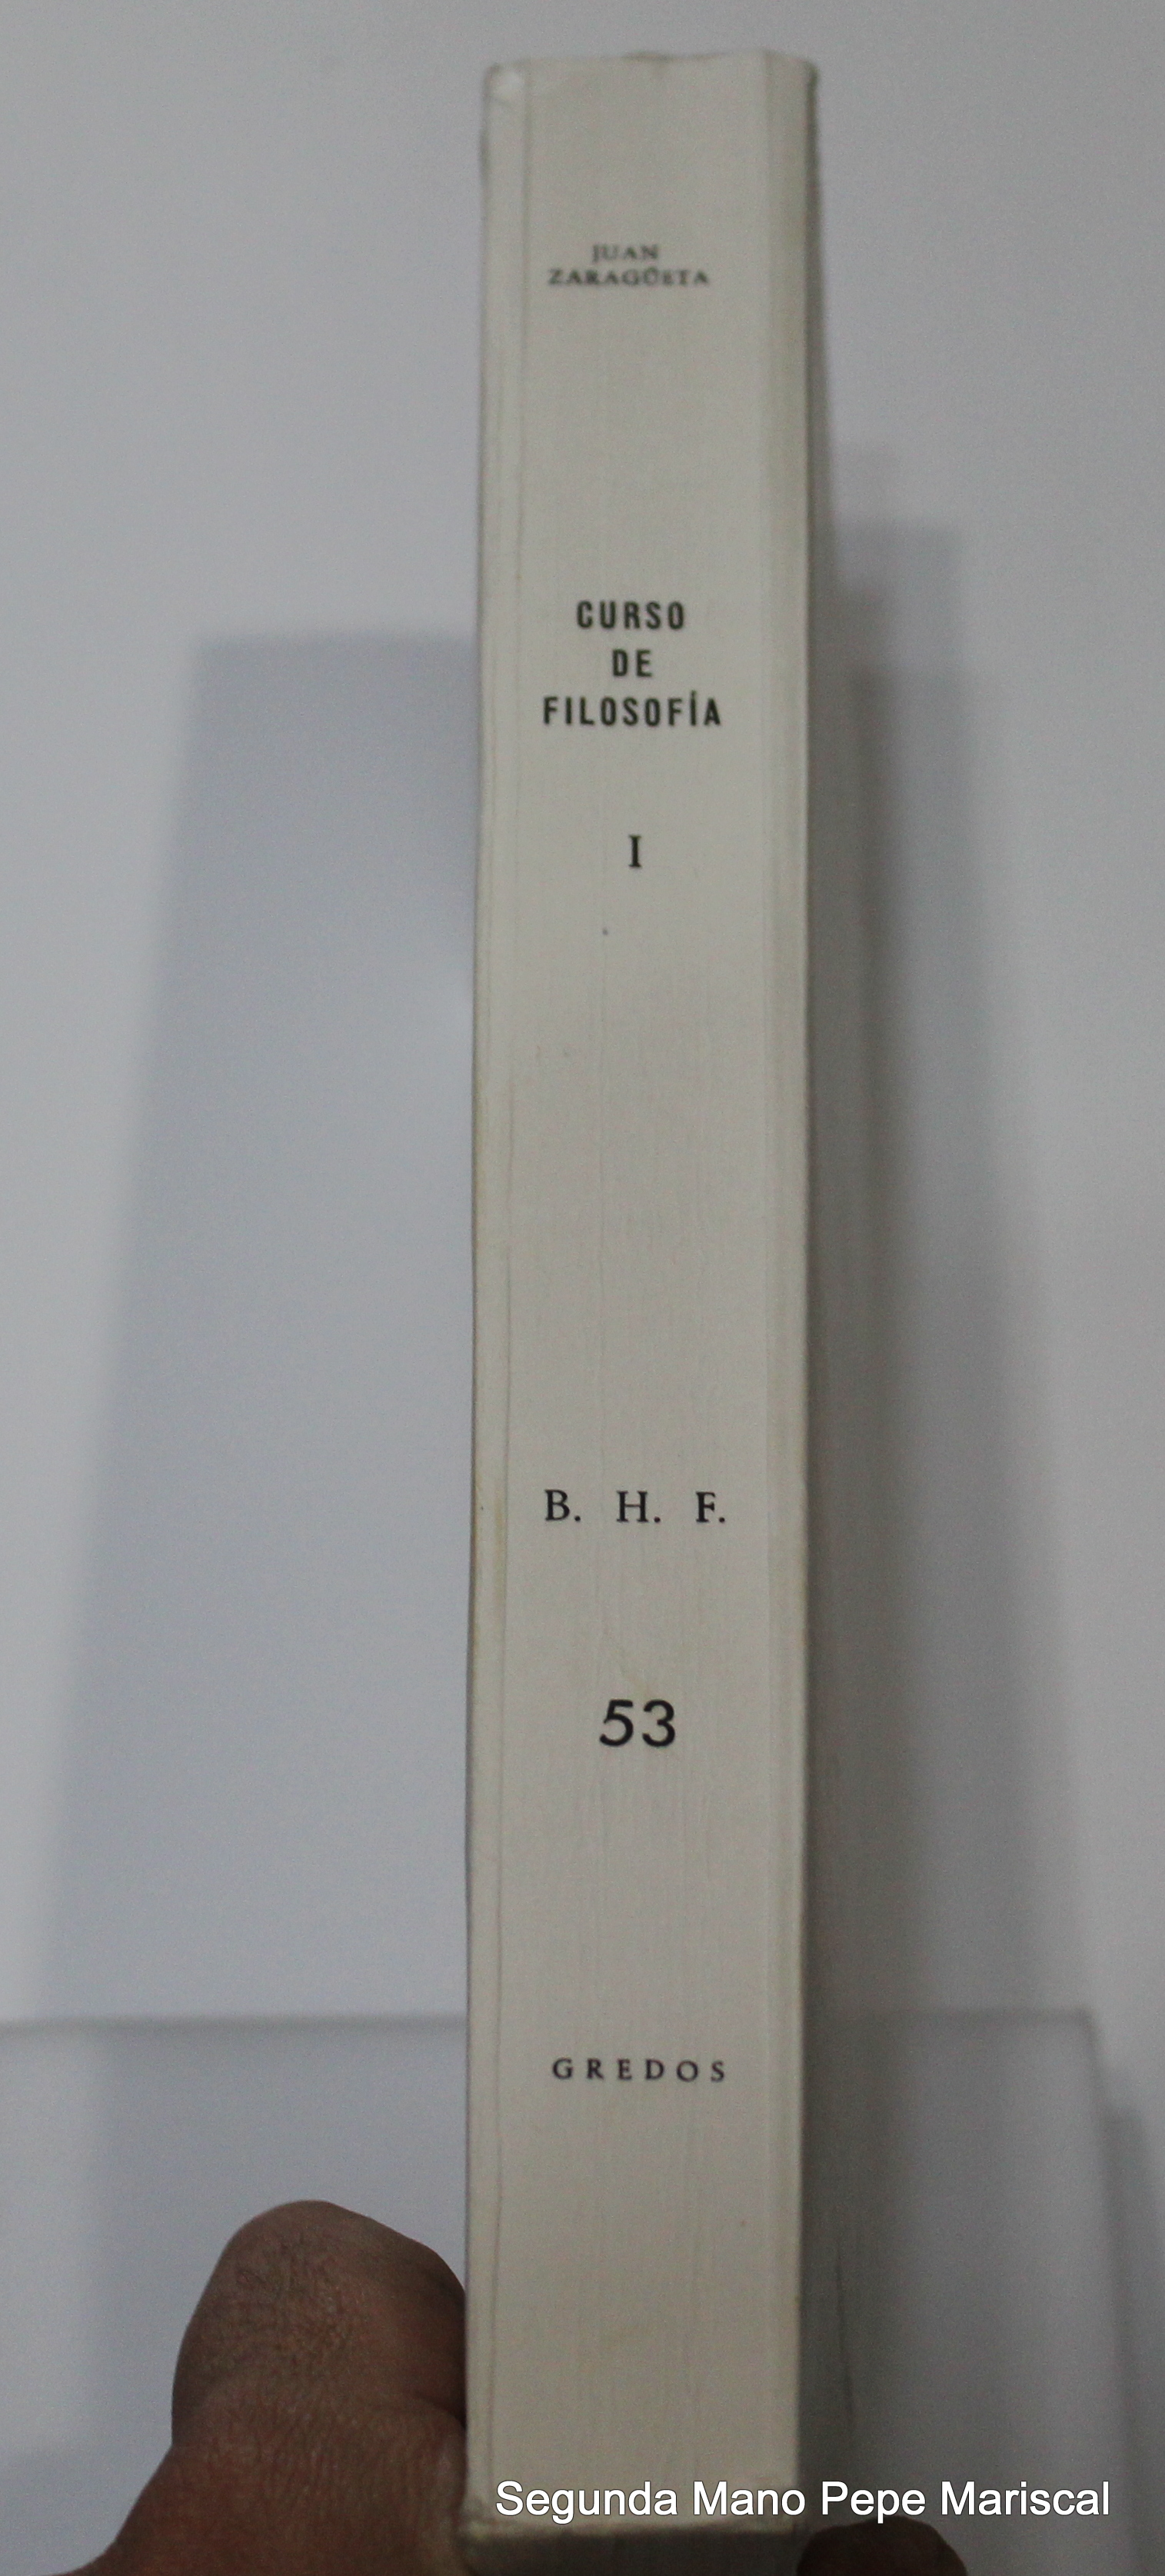 JUAN
ZARAGÜETA
CURSO
DE
FILOSOFÍA
I
B. H. F.
53
GREDOS
Segunda Mano Pepe Mariscal